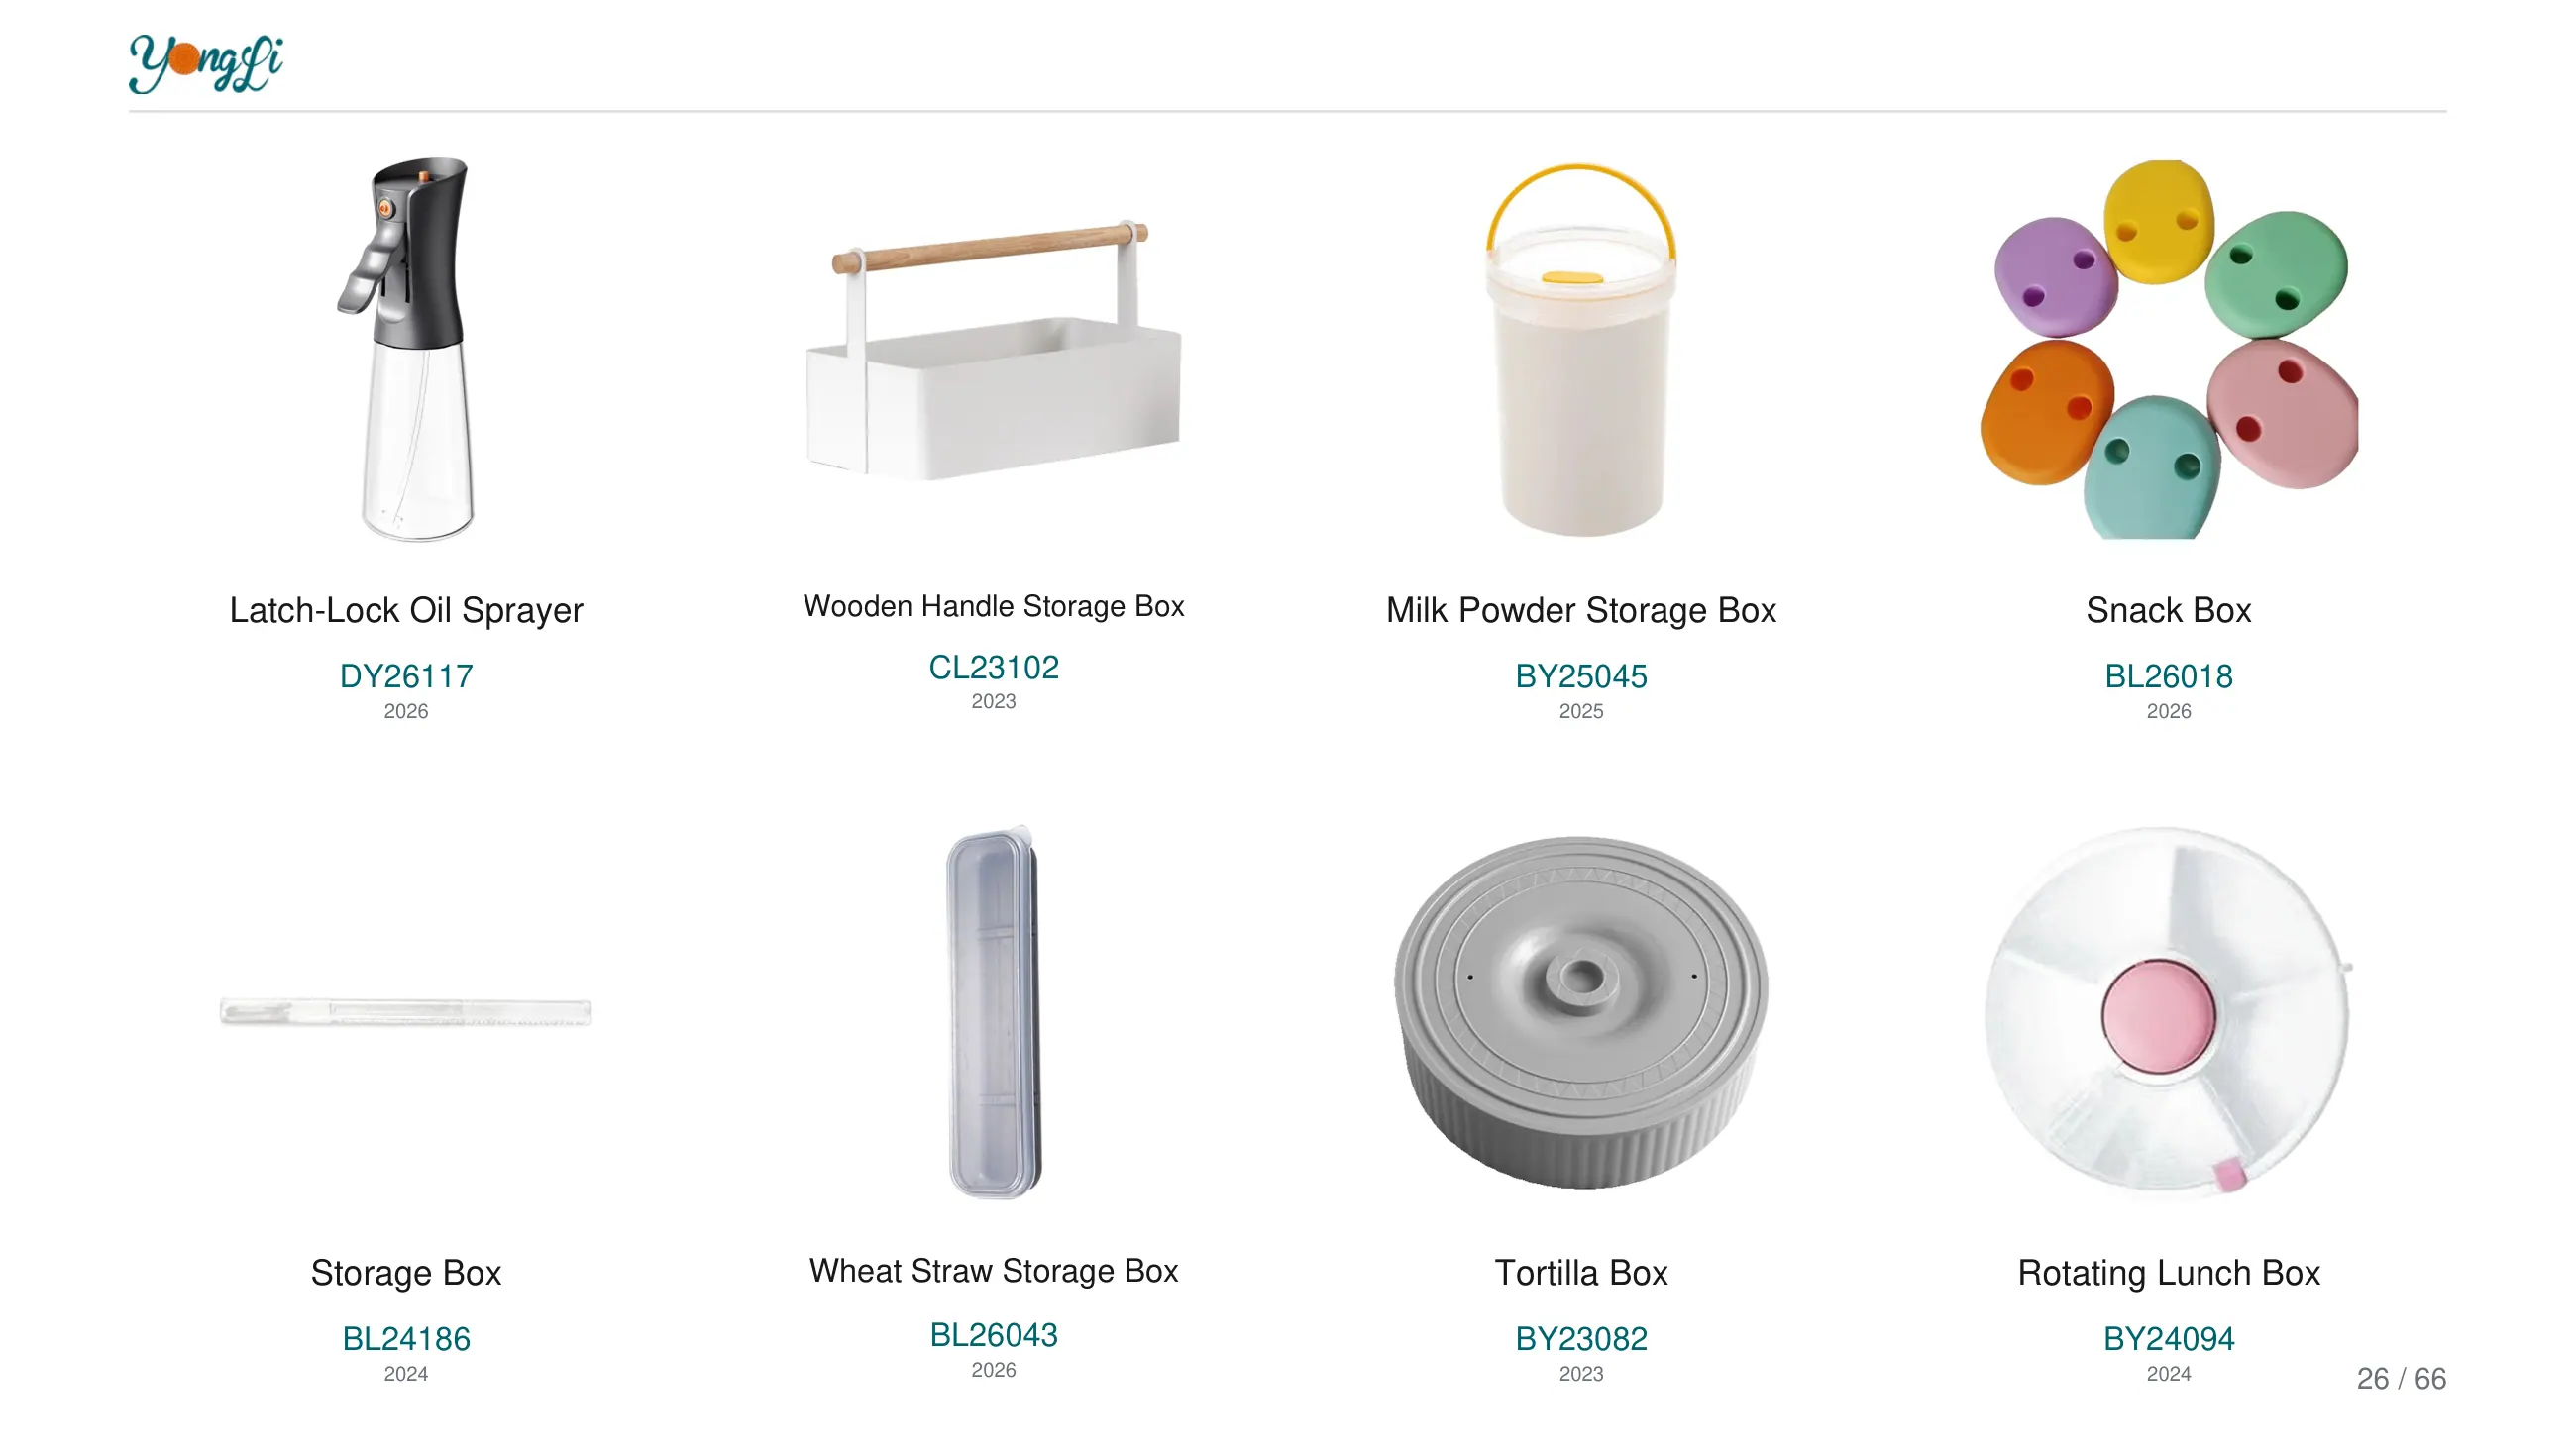 YongLi
Latch-Lock Oil Sprayer
DY26117
2026
Wooden Handle Storage Box
CL23102
2023
Milk Powder Storage Box
BY25045
2025
Snack Box
BL26018
2026
Storage Box
BL24186
2024
Wheat Straw Storage Box
BL26043
2026
Tortilla Box
BY23082
2023
Rotating Lunch Box
BY24094
2024
26 / 66